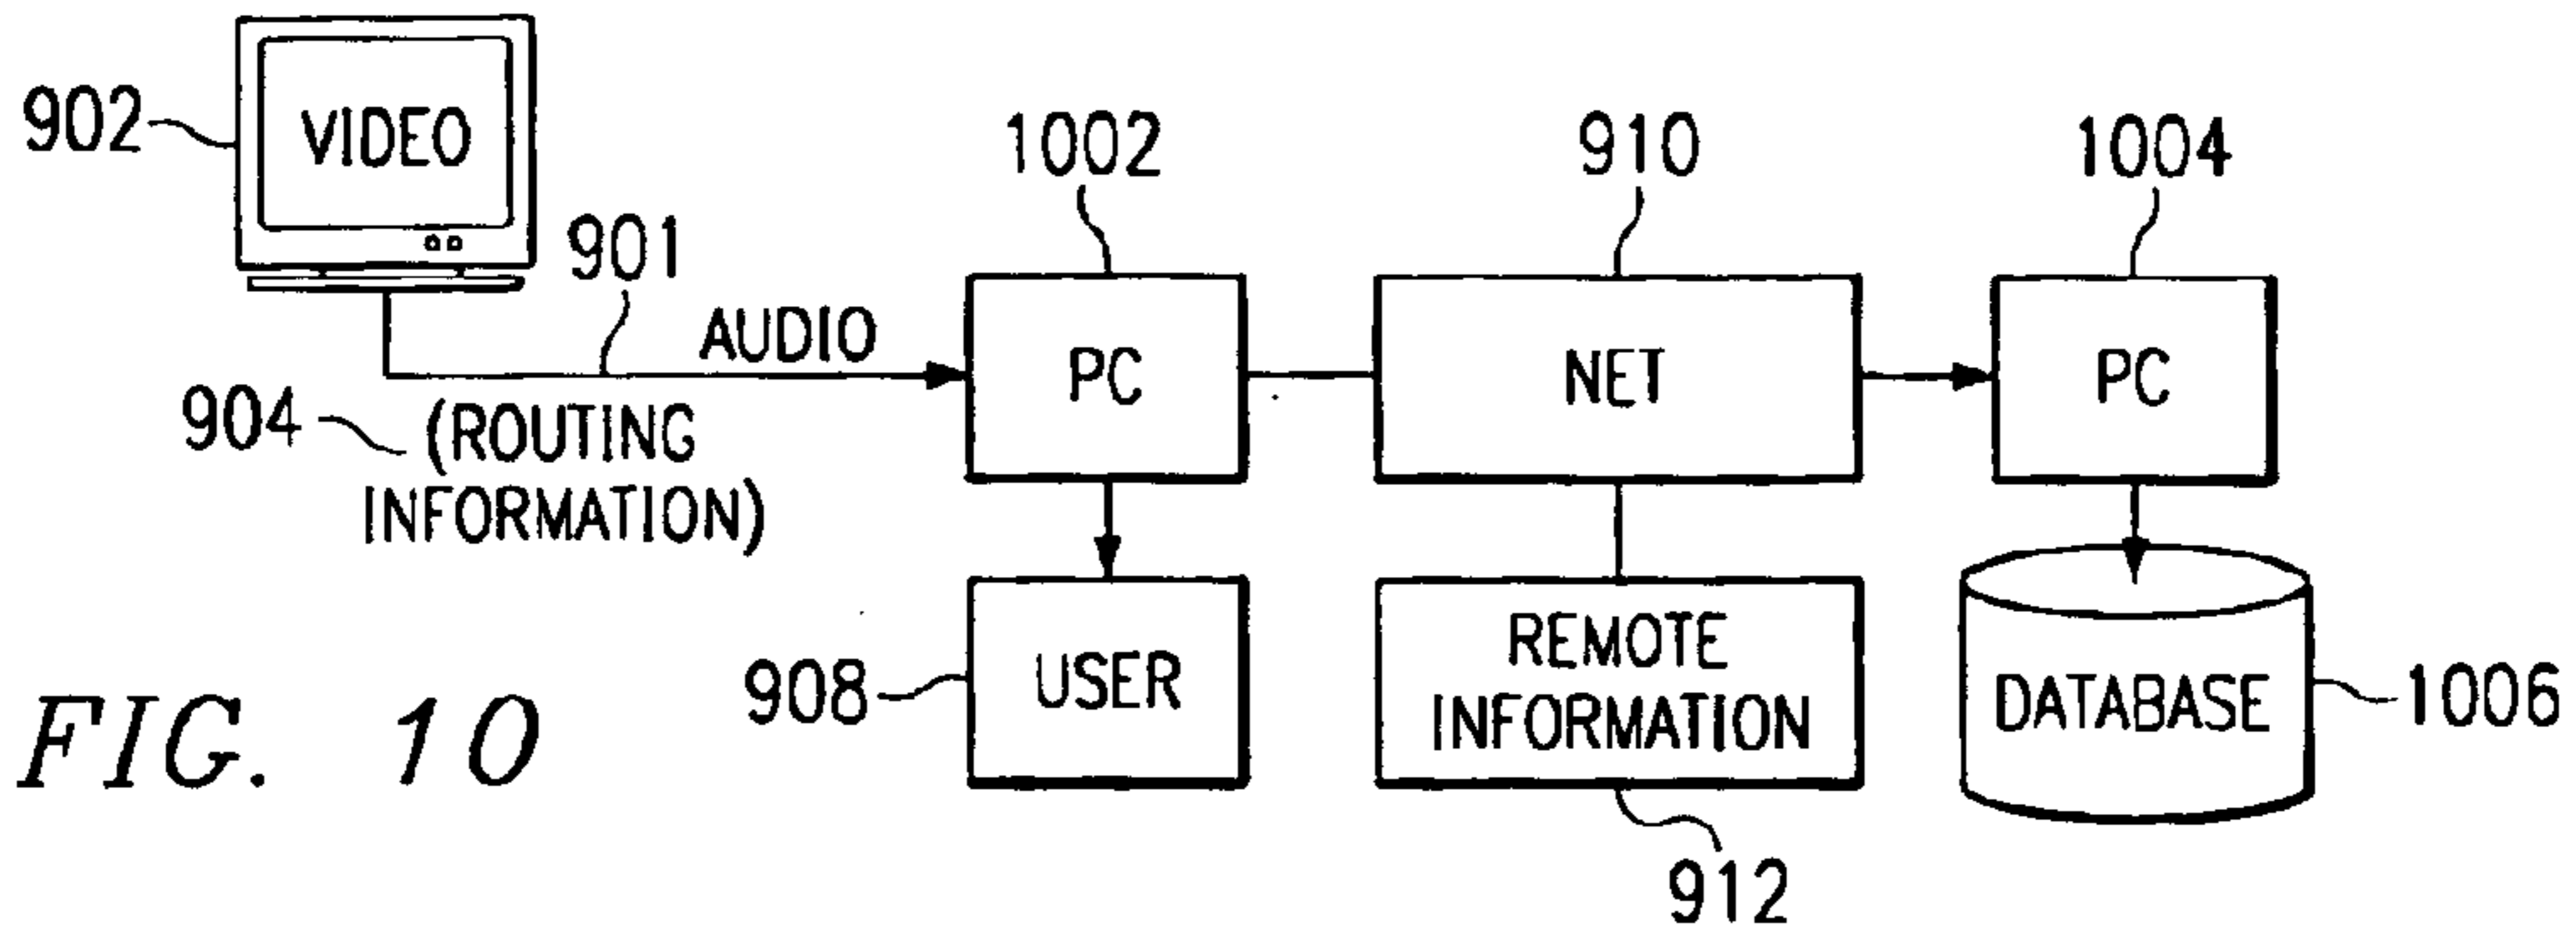 902
VIDEO
901
AUDIO
904
(ROUTING
INFORMATION)
1002
PC
910
NET
1004
PC
908
USER
REMOTE
INFORMATION
912
DATABASE
1006
FIG. 10